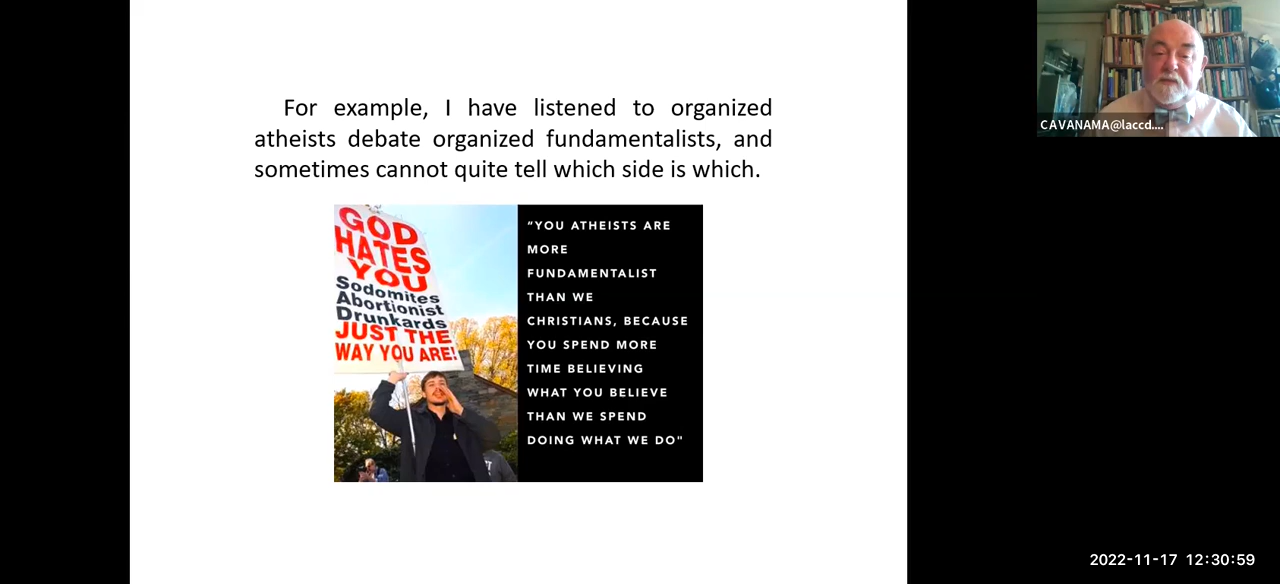 For example, I have listened to organized
atheists debate organized fundamentalists, and
sometimes cannot quite tell which side is which.
GOD
HATES
YOU
Sodomites
Abortionist
Drunkards
JUST THE
WAY YOU ARE!
“YOU ATHEISTS ARE
MORE
FUNDAMENTALIST
THAN WE
CHRISTIANS, BECAUSE
YOU SPEND MORE
TIME BELIEVING
WHAT YOU BELIEVE
THAN WE SPEND
DOING WHAT WE DO"
CAVANAMA@laccd....
2022-11-17 12:30:59